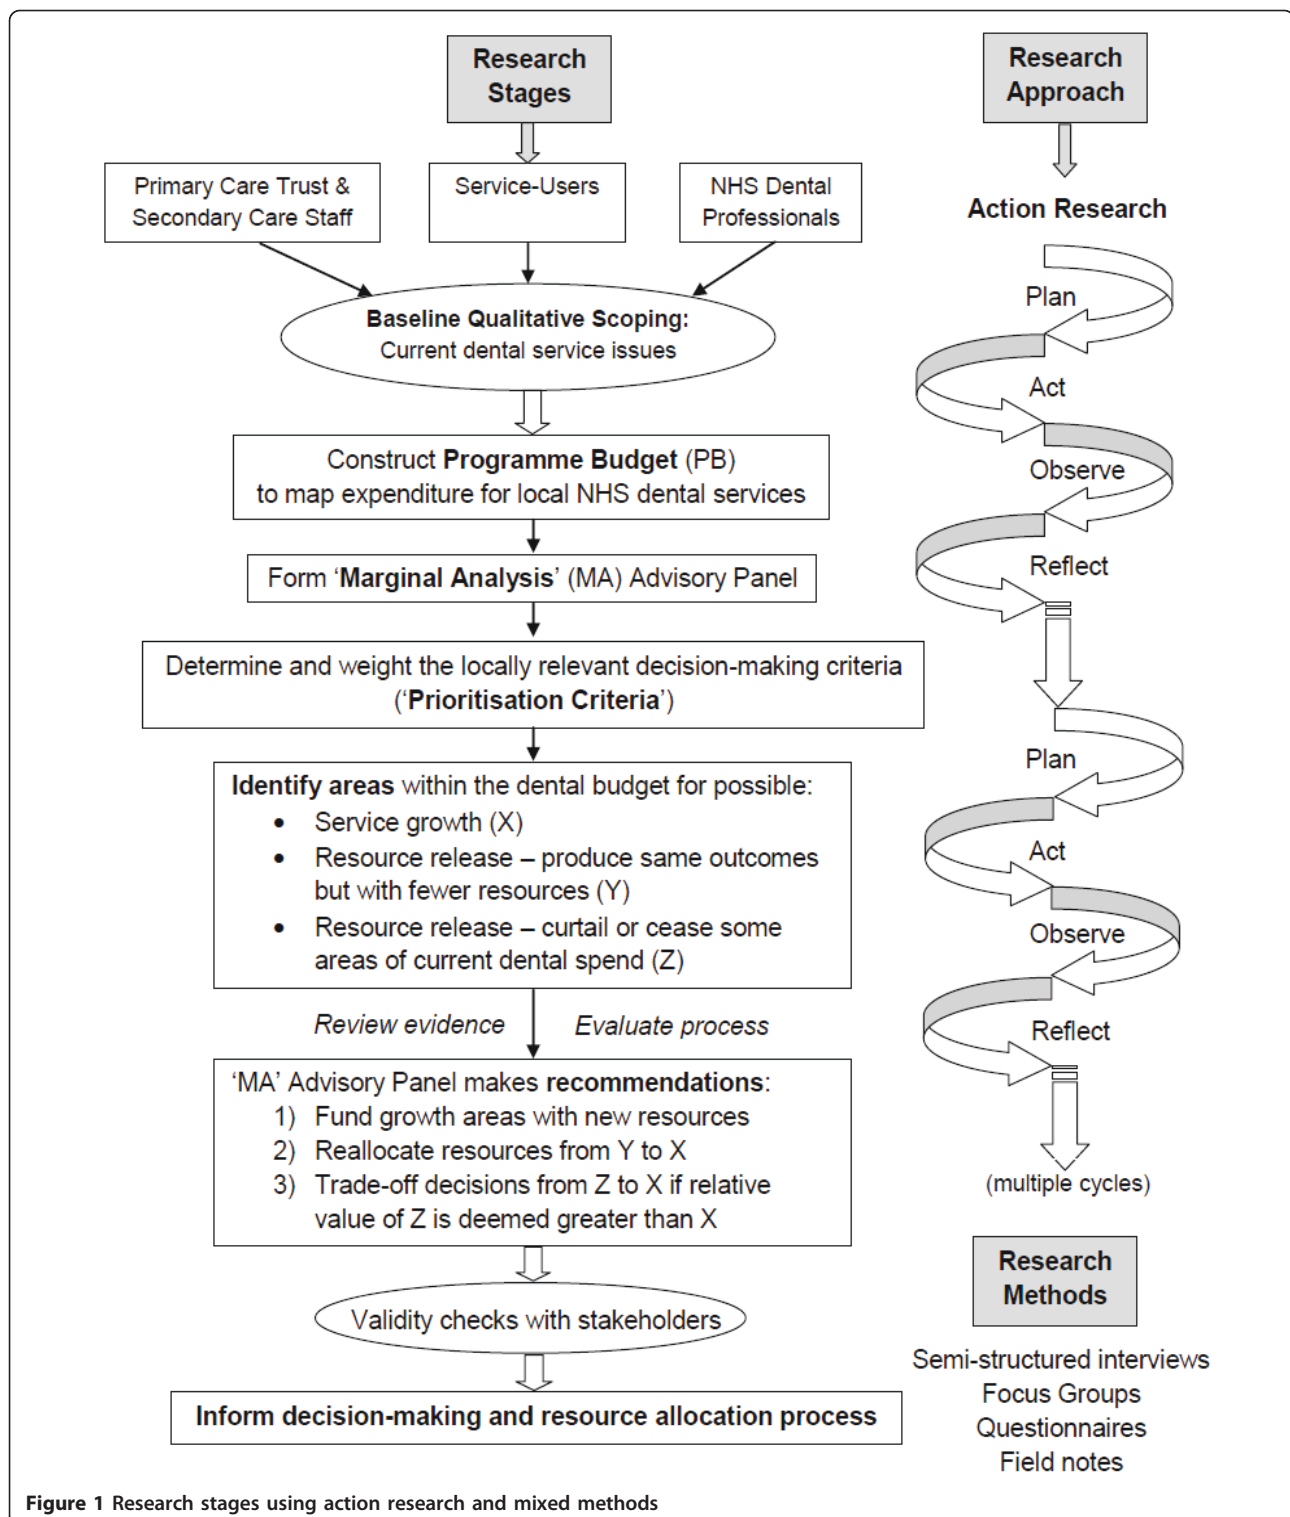 Research
Stages
Primary Care Trust &
Secondary Care Staff
Service-Users
NHS Dental
Professionals
Baseline Qualitative Scoping:
Current dental service issues
Construct Programme Budget (PB)
to map expenditure for local NHS dental services
Form ‘Marginal Analysis’ (MA) Advisory Panel
Determine and weight the locally relevant decision-making criteria
(‘Prioritisation Criteria’)
Identify areas within the dental budget for possible:
• Service growth (X)
• Resource release – produce same outcomes
but with fewer resources (Y)
• Resource release – curtail or cease some
areas of current dental spend (Z)
Review evidence
Evaluate process
‘MA’ Advisory Panel makes recommendations:
1) Fund growth areas with new resources
2) Reallocate resources from Y to X
3) Trade-off decisions from Z to X if relative
value of Z is deemed greater than X
Validity checks with stakeholders
Inform decision-making and resource allocation process
Research
Approach
Action Research
Plan
Act
Observe
Reflect
Plan
Act
Observe
Reflect
(multiple cycles)
Research
Methods
Semi-structured interviews
Focus Groups
Questionnaires
Field notes
Figure 1 Research stages using action research and mixed methods